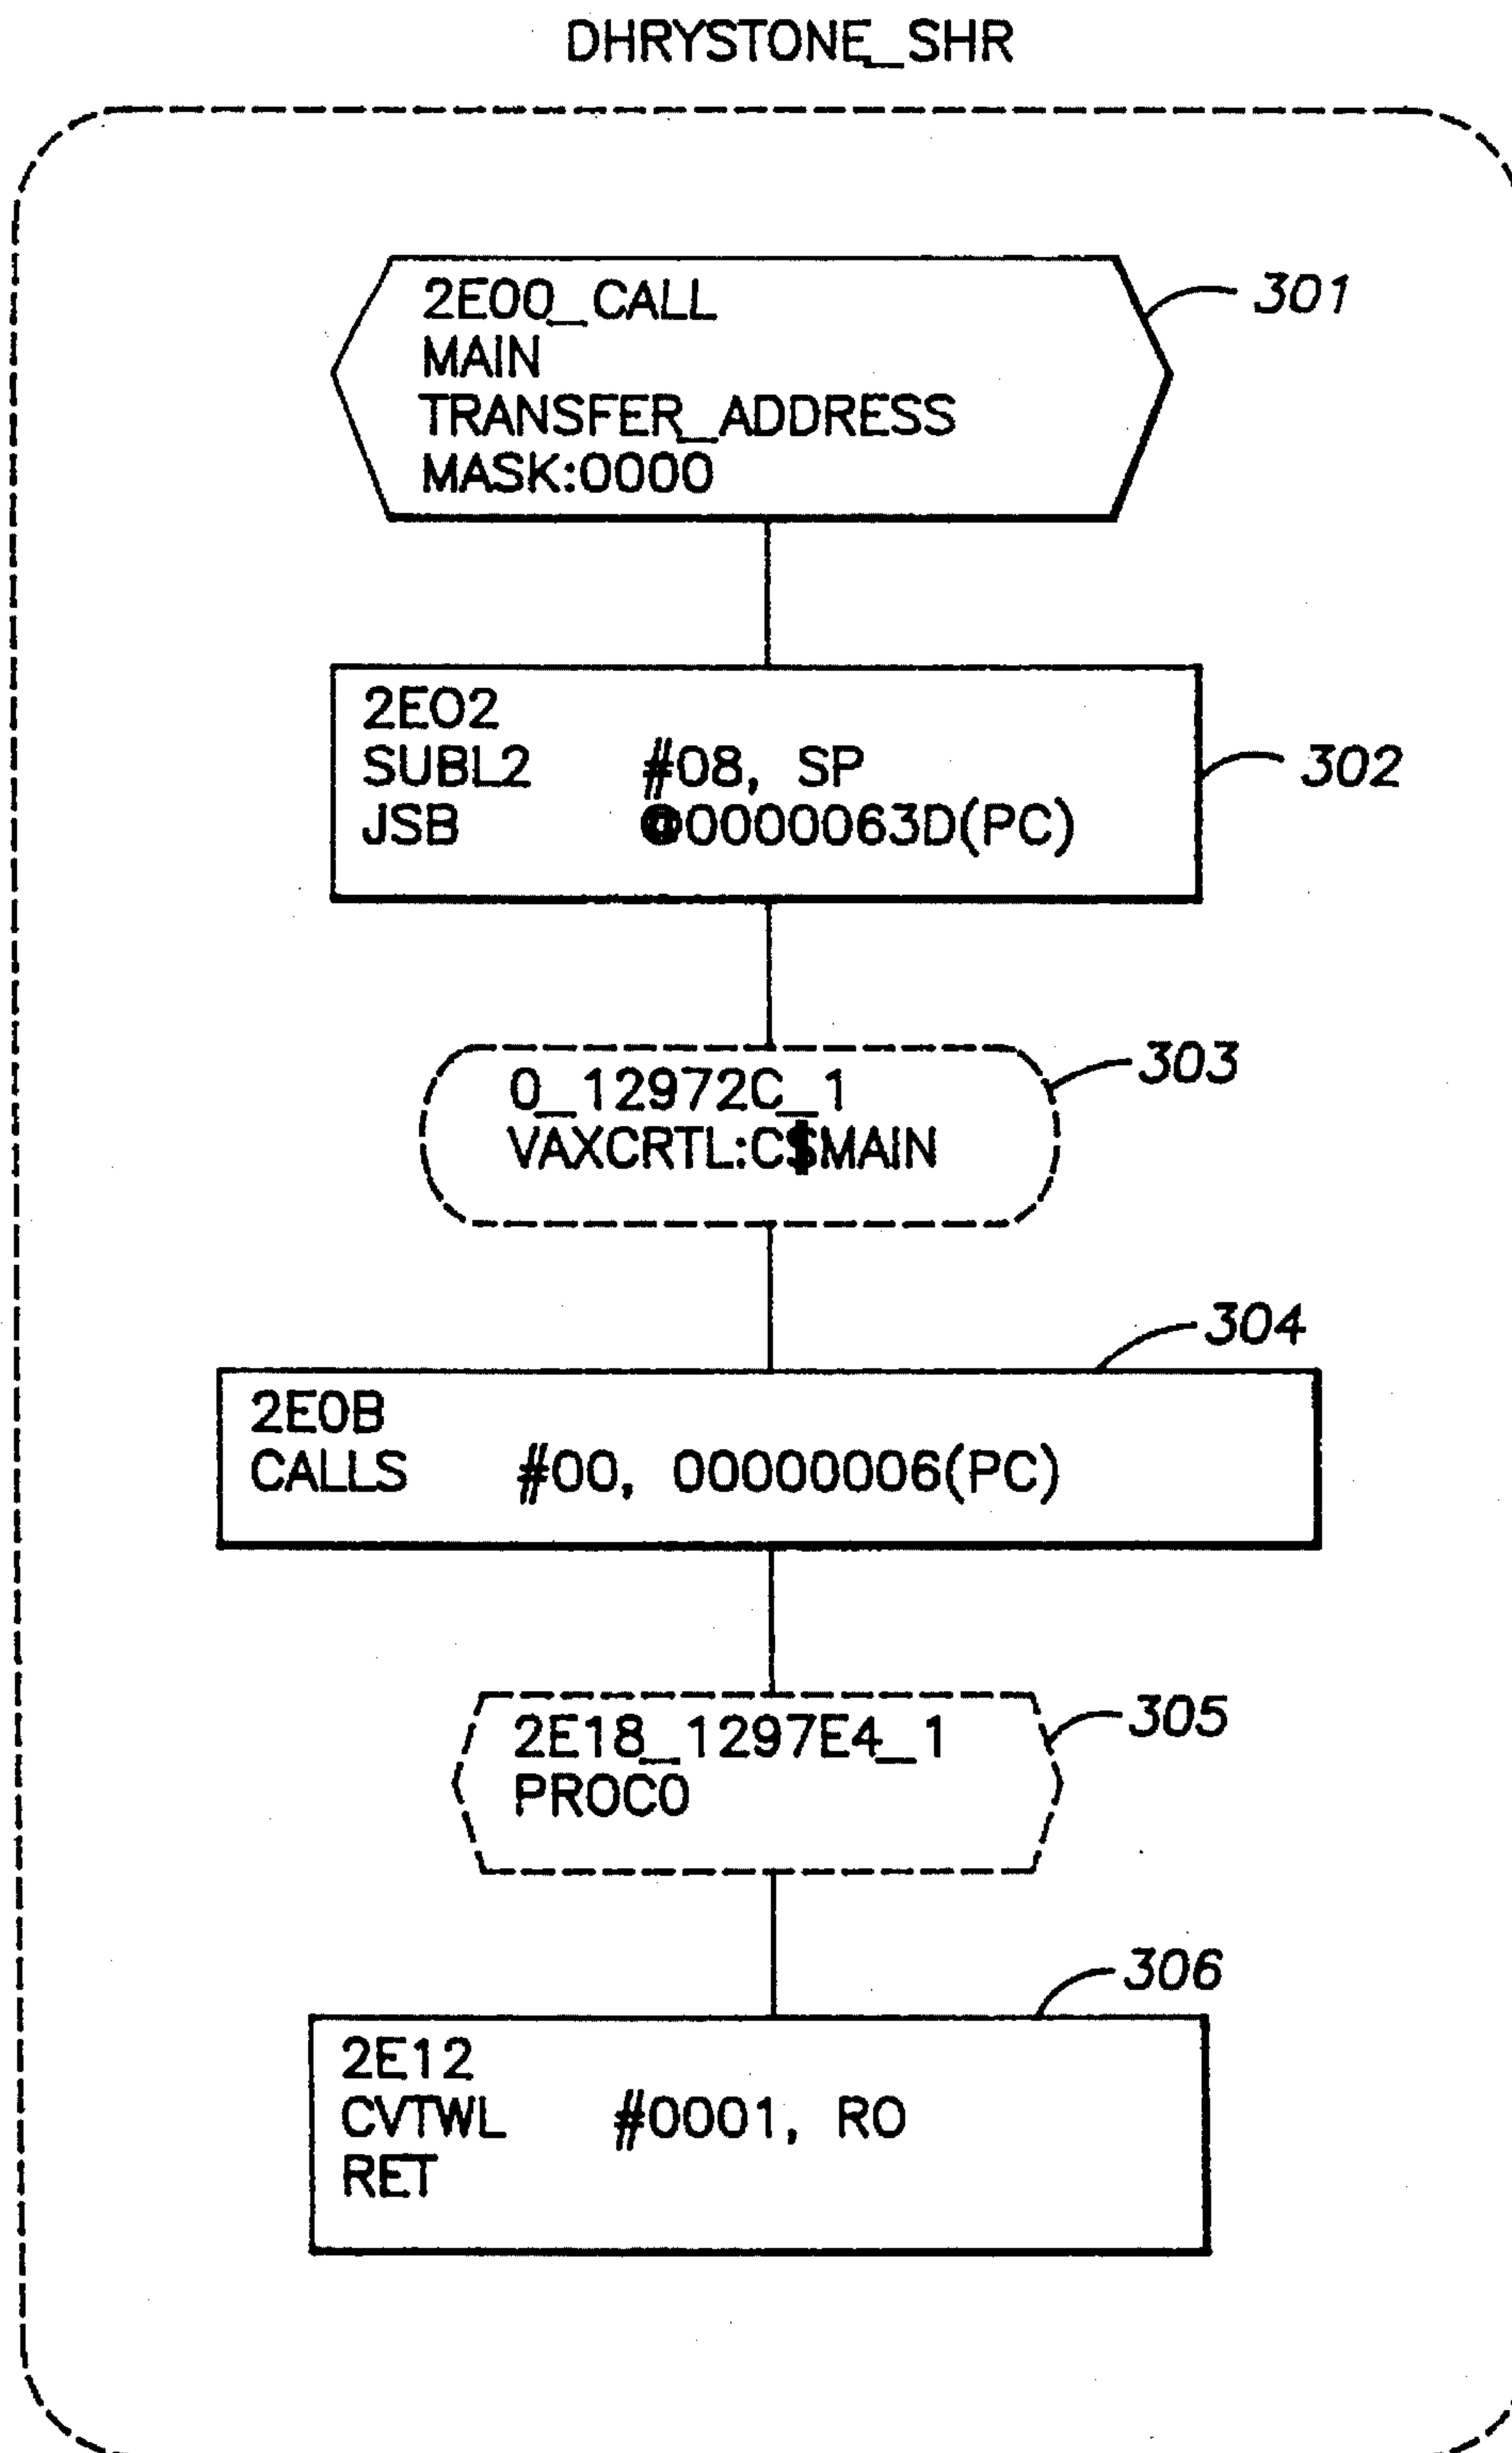 DHRYSTONE_SHR
2E00_CALL
MAIN
TRANSFER_ADDRESS
MASK:0000
301
2E02
SUBL2 #08, SP
JSB @0000063D(PC)
302
0_12972C_1
VAXCRTL:C$MAIN
303
304
2E0B
CALLS #00, 00000006(PC)
2E18_1297E4_1
PROC0
305
306
2E12
CVTWL #0001, R0
RET